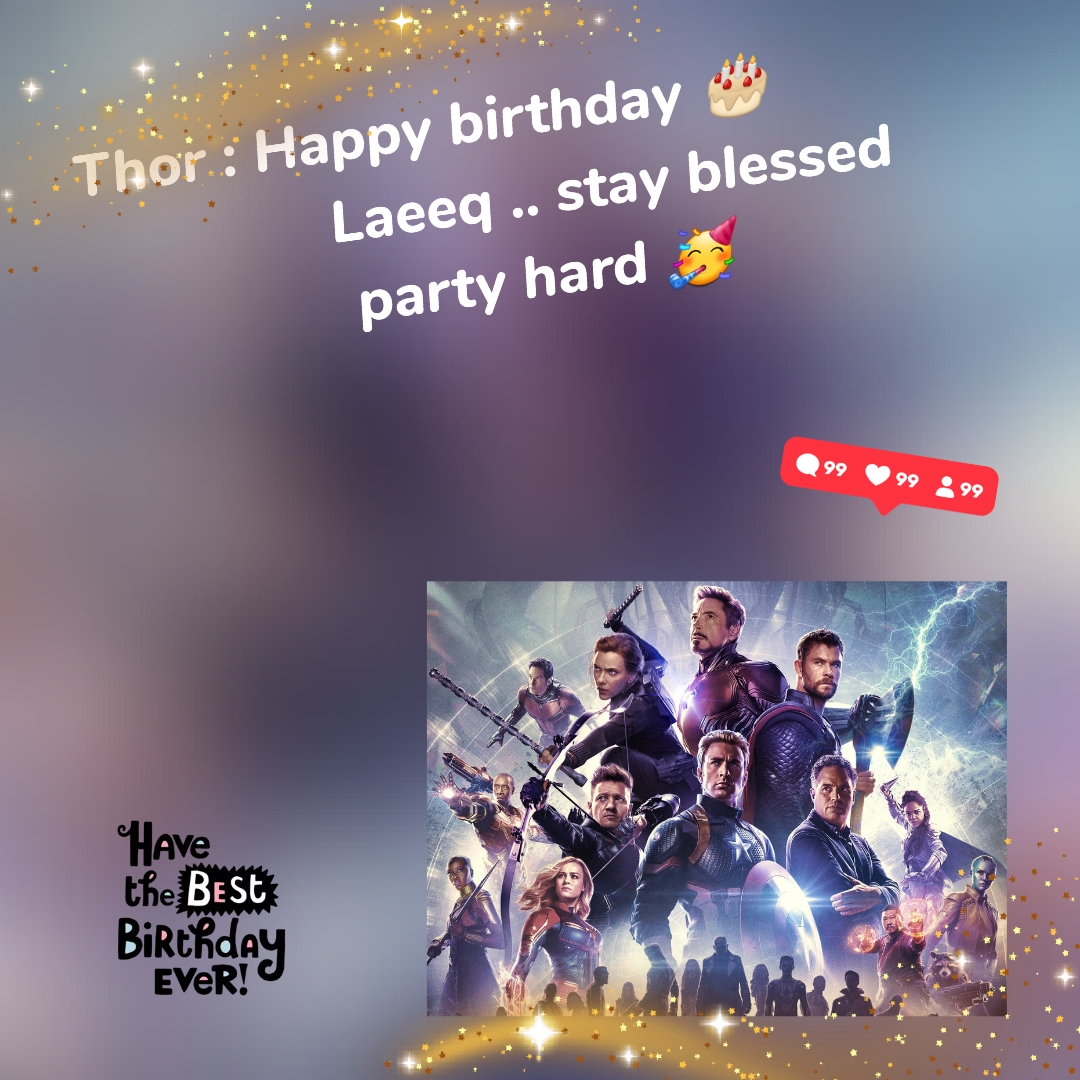 Thor : Happy birthday 🎂
Laeeq .. stay blessed
party hard 🥳
99 99 99
Have
the BEST
BiRthday
EVeR!